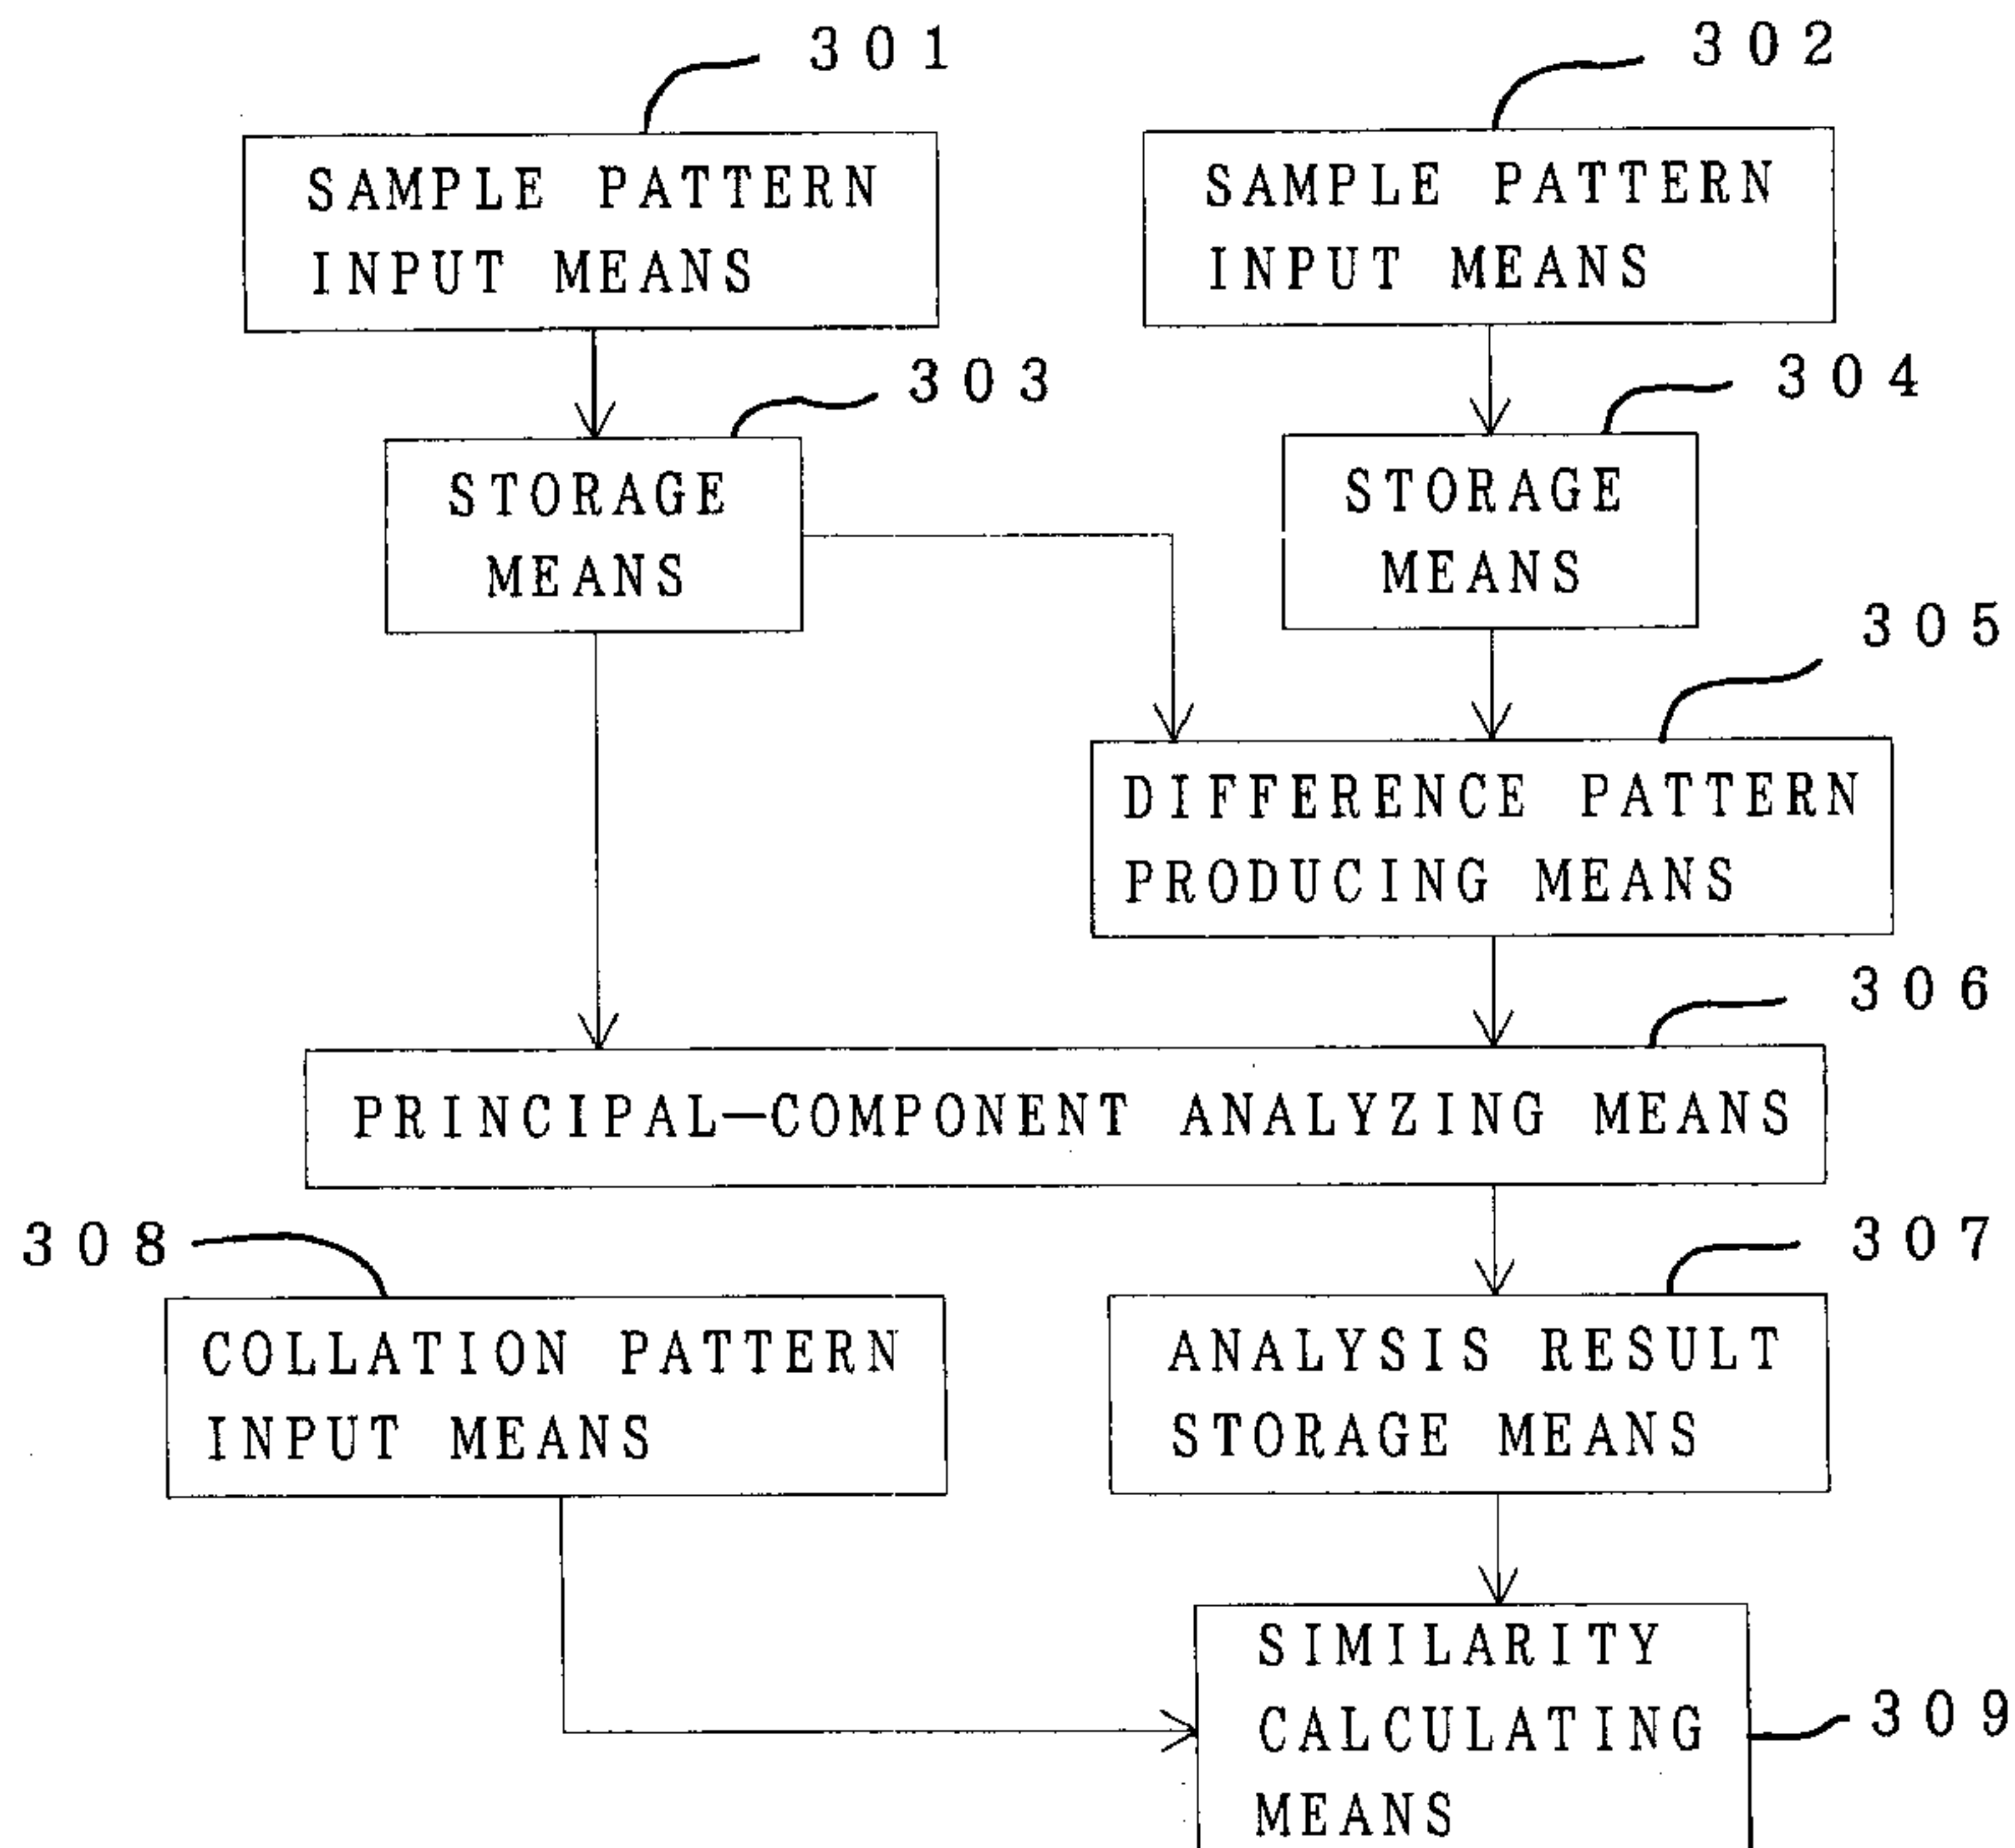 301
302
SAMPLE PATTERN
INPUT MEANS
SAMPLE PATTERN
INPUT MEANS
303
304
STORAGE
MEANS
STORAGE
MEANS
305
DIFFERENCE PATTERN
PRODUCING MEANS
306
PRINCIPAL-COMPONENT ANALYZING MEANS
308
307
COLLATION PATTERN
INPUT MEANS
ANALYSIS RESULT
STORAGE MEANS
SIMILARITY
CALCULATING
MEANS
309